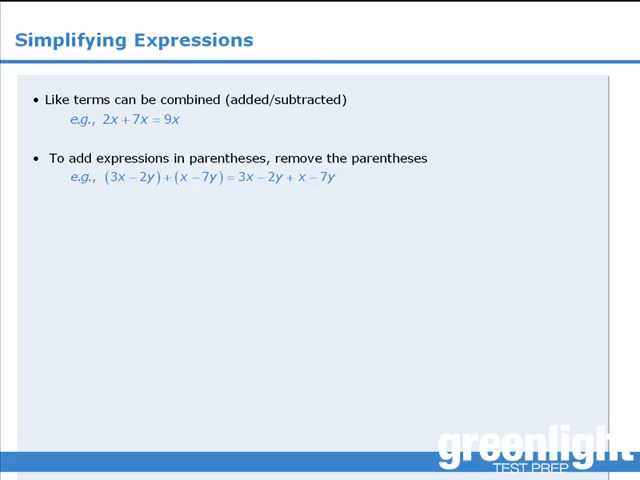 Simplifying Expressions
• Like terms can be combined (added/subtracted)
e.g., 2x + 7x = 9x
• To add expressions in parentheses, remove the parentheses
e.g., (3x − 2y) + (x − 7y) = 3x − 2y + x − 7y
greenlight
TEST PREP